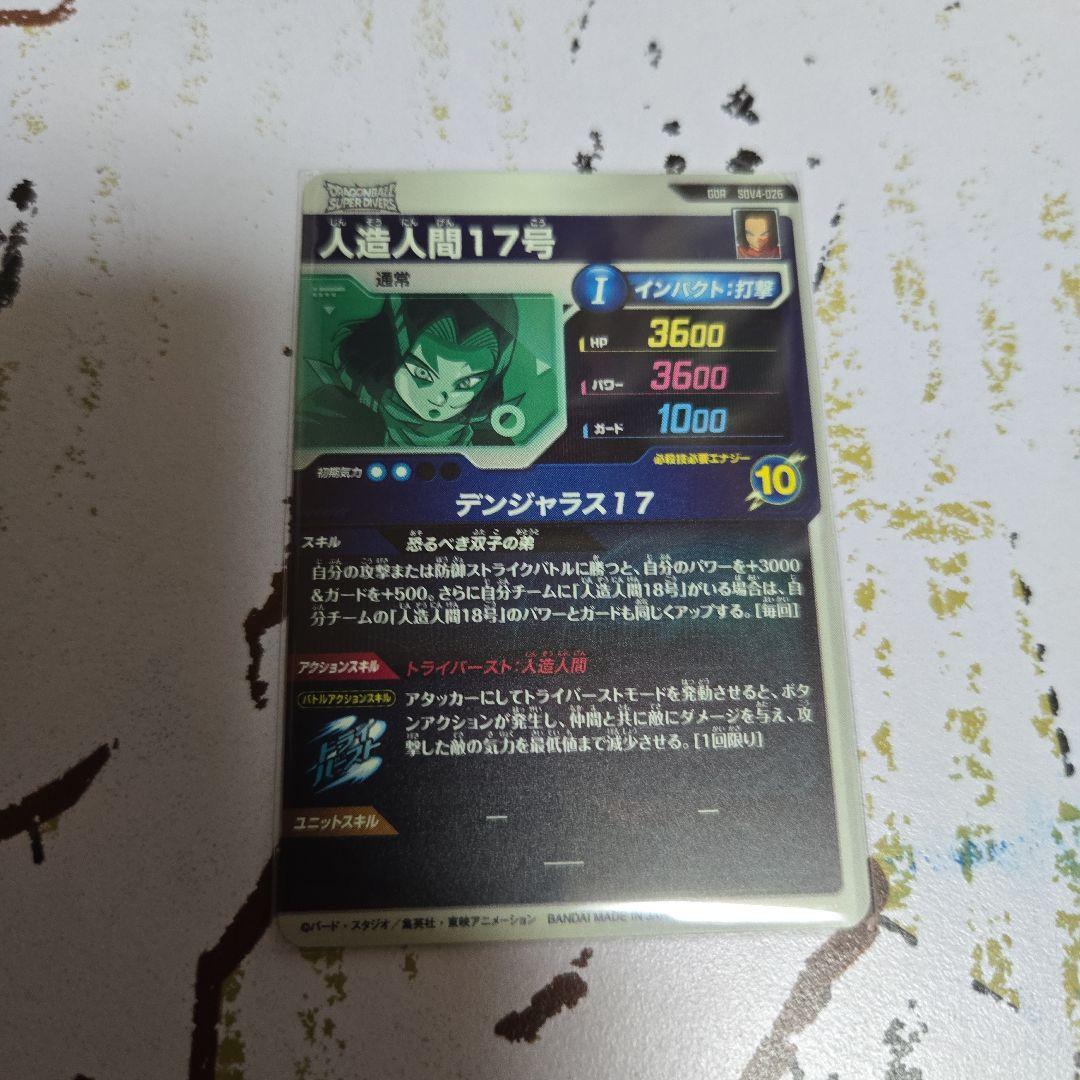 DRAGONBALL
SUPER DIVERS
GDR SDV4-026
じん ぞう にん げん ごう
人造人間17号
通常
I インパクト:打撃
HP 3600
パワー 3600
ガード 1000
初期気力
必殺技必要エナジー
10
デンジャラス17
スキル 恐るべき双子の弟
自分の攻撃または防御ストライクバトルに勝つと、自分のパワーを+3000
&ガードを+500。さらに自分チームに「人造人間18号」がいる場合は、自
分チームの「人造人間18号」のパワーとガードも同じくアップする。[毎回]
アクションスキル トライバースト:人造人間
バトルアクションスキル
アタッカーにしてトライバーストモードを発動させると、ボタ
ンアクションが発生し、仲間と共に敵にダメージを与え、攻
撃した敵の気力を最低値まで減少させる。[1回限り]
トライ
バースト
ユニットスキル
©バード・スタジオ/集英社・東映アニメーション BANDAI MADE IN